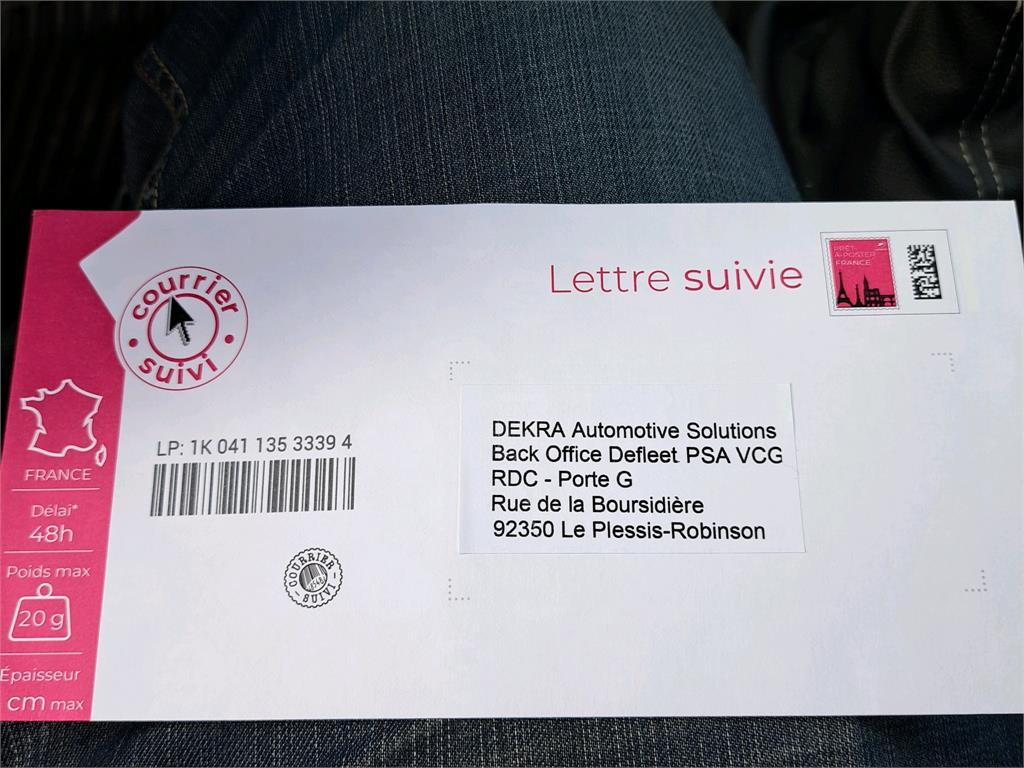 courrier
suivi
Lettre suivie
PRÊT-
À-POSTER
FRANCE
LP: 1K 041 135 3339 4
DEKRA Automotive Solutions
Back Office Defleet PSA VCG
RDC - Porte G
Rue de la Boursidière
92350 Le Plessis-Robinson
COURRIER
SUIVI
FRANCE
Délai*
48h
Poids max
20 g
Épaisseur
cm max